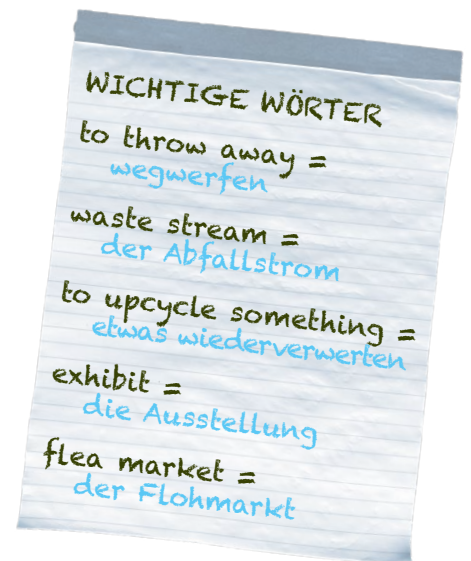 WICHTIGE WÖRTER
to throw away =
wegwerfen
waste stream =
der Abfallstrom
to upcycle something =
etwas wiederverwerten
exhibit =
die Ausstellung
flea market =
der Flohmarkt